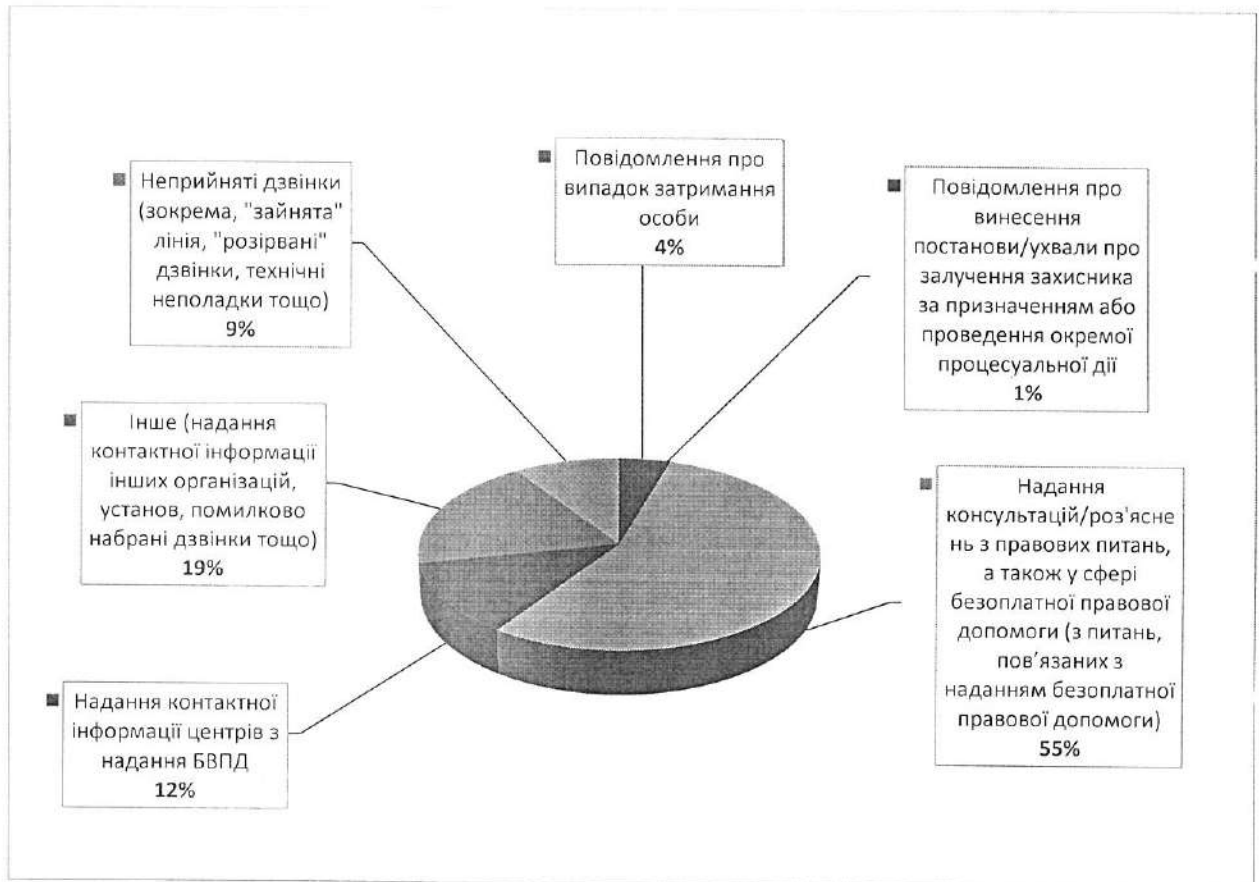 Неприйняті дзвінки
(зокрема, "зайнята"
лінія, "розірвані"
дзвінки, технічні
неполадки тощо)
9%
Повідомлення про
випадок затримання
особи
4%
Повідомлення про
винесення
постанови/ухвали про
залучення захисника
за призначенням або
проведення окремої
процесуальної дії
1%
Інше (надання
контактної інформації
інших організацій,
установ, помилково
набрані дзвінки тощо)
19%
Надання
консультацій/роз'ясне
нь з правових питань,
а також у сфері
безоплатної правової
допомоги (з питань,
пов’язаних з
наданням безоплатної
правової допомоги)
55%
Надання контактної
інформації центрів з
надання БВПД
12%